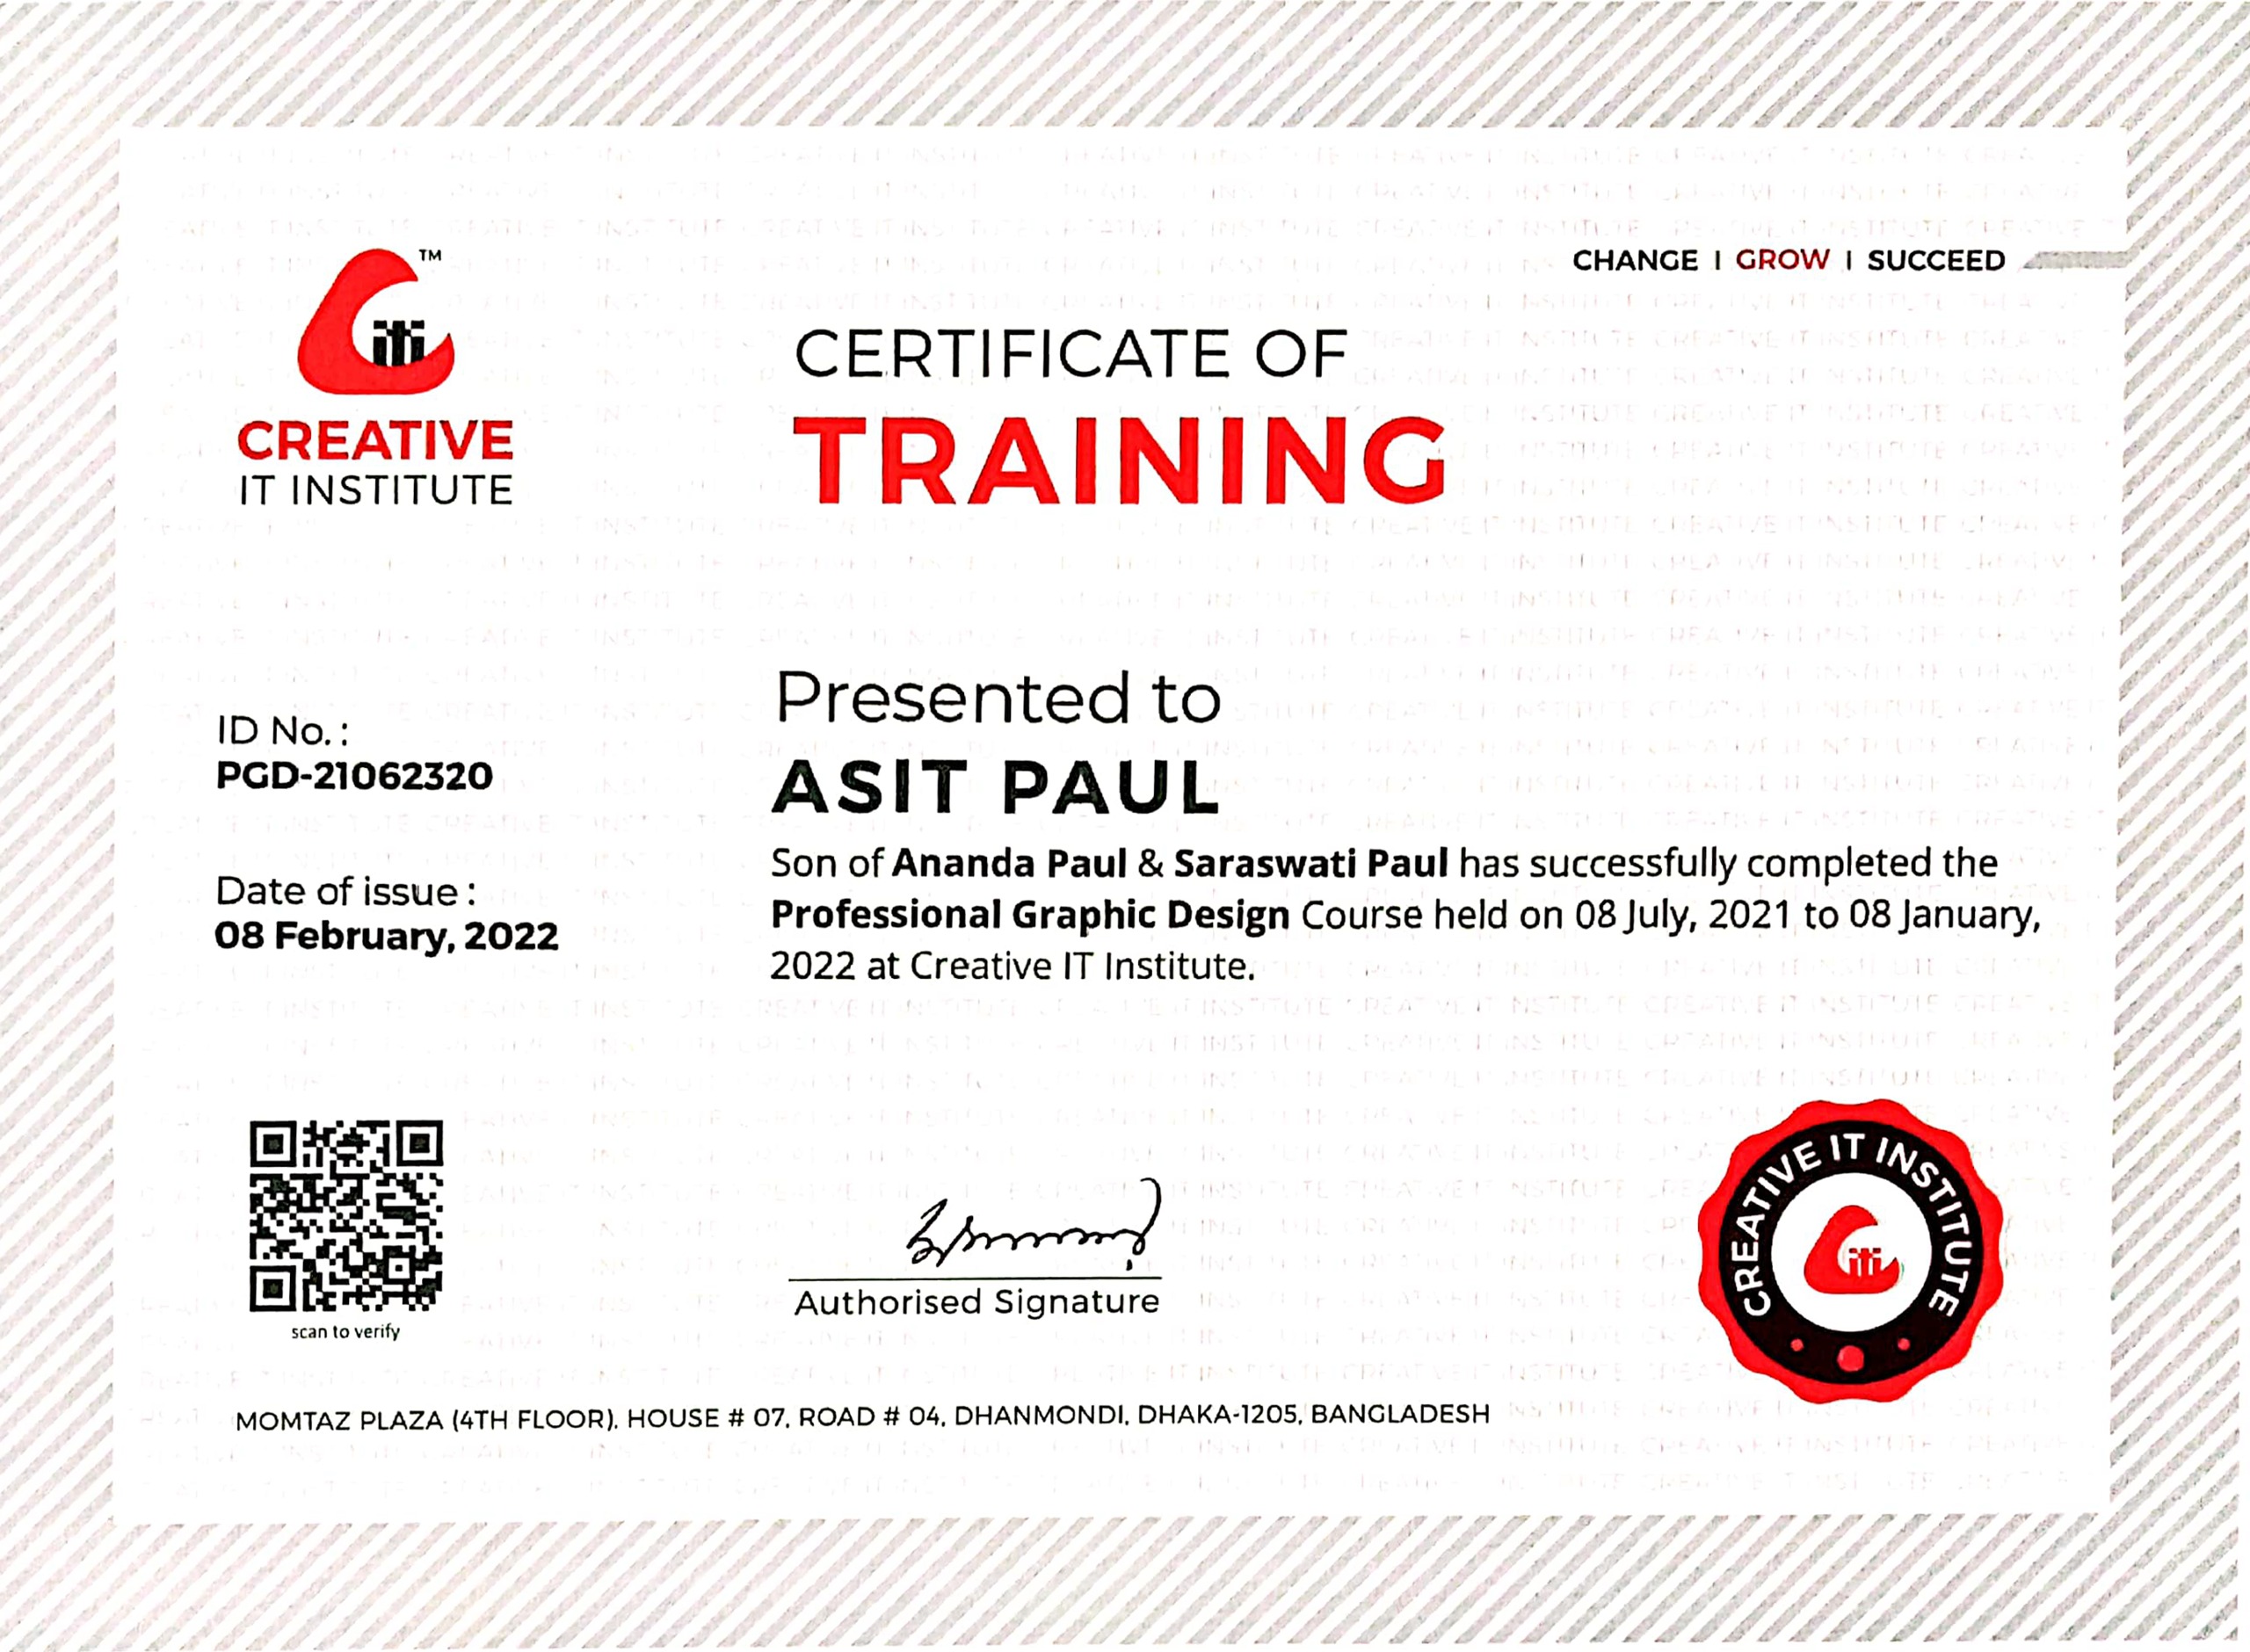 CHANGE | GROW | SUCCEED
TM
CREATIVE
IT INSTITUTE
CERTIFICATE OF
TRAINING
ID No. :
PGD-21062320
Date of issue :
08 February, 2022
Presented to
ASIT PAUL
Son of Ananda Paul & Saraswati Paul has successfully completed the
Professional Graphic Design Course held on 08 July, 2021 to 08 January,
2022 at Creative IT Institute.
scan to verify
Authorised Signature
CREATIVE IT INSTITUTE
MOMTAZ PLAZA (4TH FLOOR), HOUSE # 07, ROAD # 04, DHANMONDI, DHAKA-1205, BANGLADESH